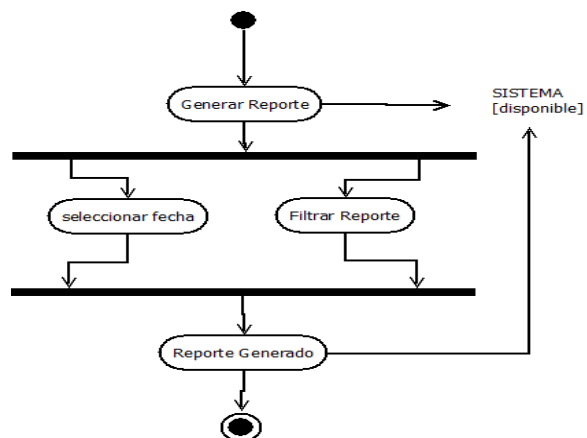 Generar Reporte
SISTEMA
[disponible]
seleccionar fecha
Filtrar Reporte
Reporte Generado